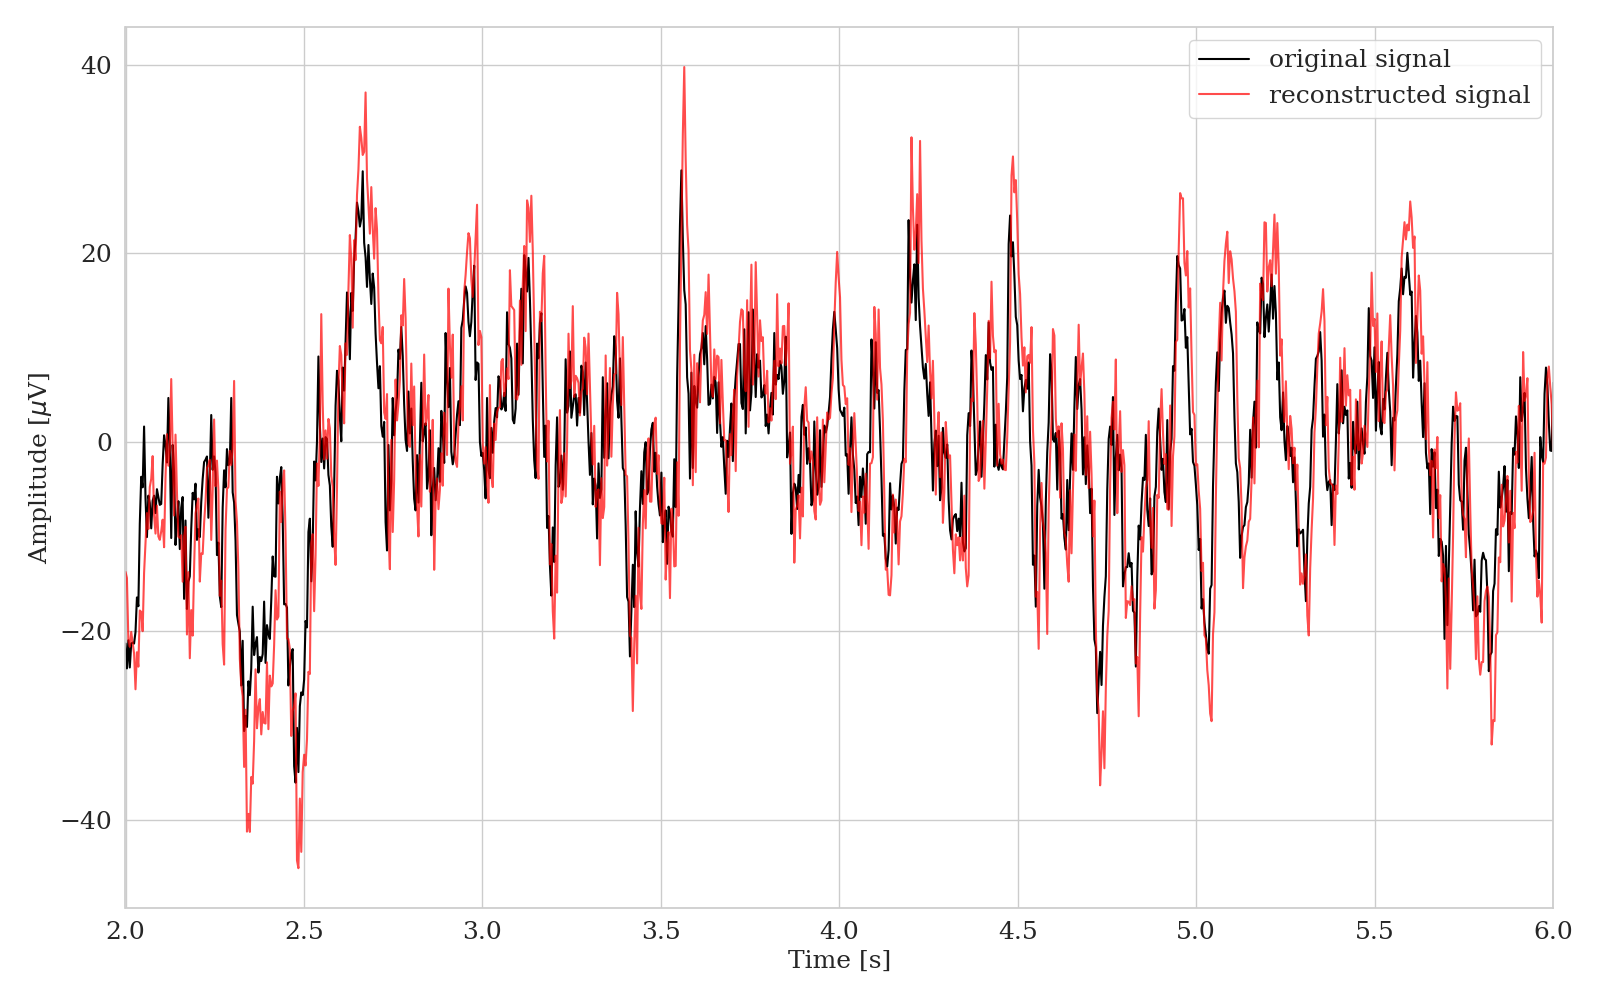 original signal
reconstructed signal
40
20
0
−20
−40
Amplitude [μV]
2.0 2.5 3.0 3.5 4.0 4.5 5.0 5.5 6.0
Time [s]